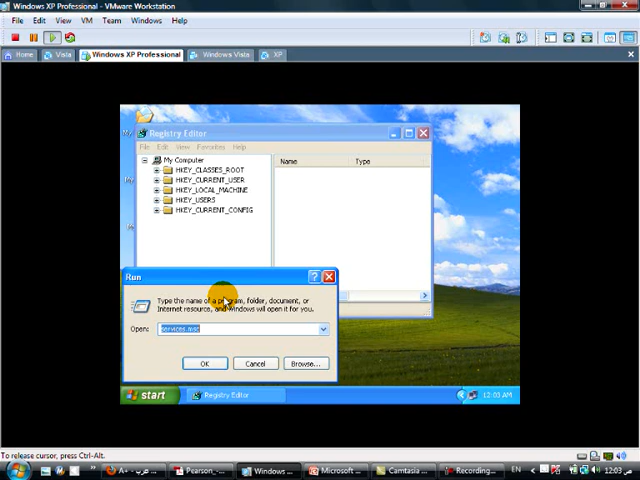 Windows XP Professional - VMware Workstation
File Edit View VM Team Windows Help
Home Vista Windows XP Professional Windows Vista XP
Registry Editor
File Edit View Favorites Help
My Computer
HKEY_CLASSES_ROOT
HKEY_CURRENT_USER
HKEY_LOCAL_MACHINE
HKEY_USERS
HKEY_CURRENT_CONFIG
Name Type
Run
Type the name of a program, folder, document, or
Internet resource, and Windows will open it for you.
Open: services.msc
OK Cancel Browse...
start Registry Editor 12:03 AM
To release cursor, press Ctrl-Alt.
A+ - عرب... Pearson_-... Windows ... Microsoft ... Camtasia ... Recording... EN 12:03 ص